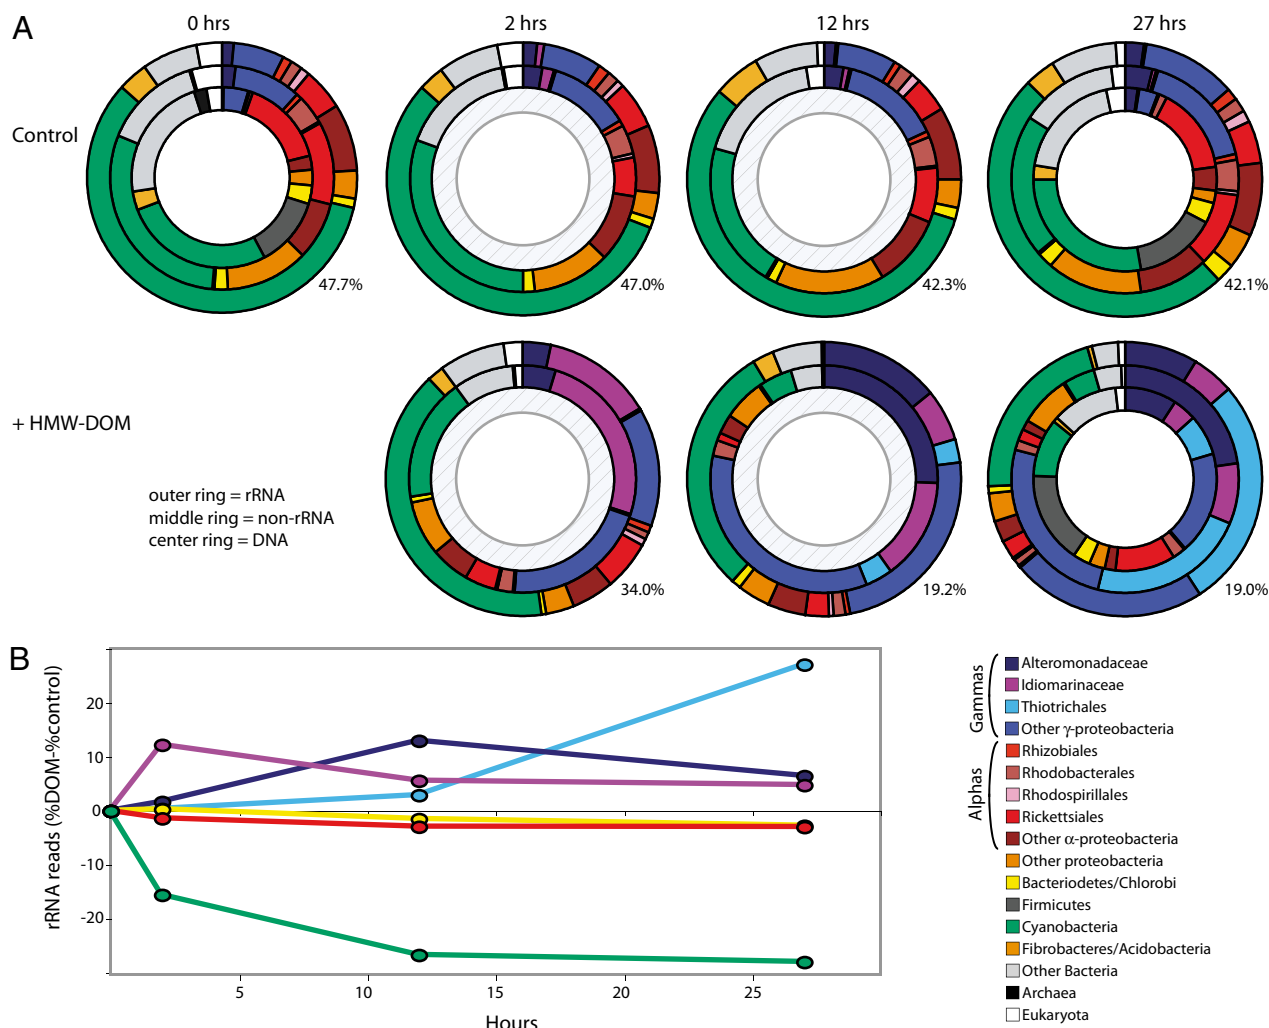 A
0 hrs
2 hrs
12 hrs
27 hrs
Control
47.7%
47.0%
42.3%
42.1%
+ HMW-DOM
outer ring = rRNA
middle ring = non-rRNA
center ring = DNA
34.0%
19.2%
19.0%
B
rRNA reads (%DOM-%control)
20
10
0
-10
-20
5
10
15
20
25
Hours
Gammas
Alphas
Alteromonadaceae
Idiomarinaceae
Thiotrichales
Other γ-proteobacteria
Rhizobiales
Rhodobacterales
Rhodospirillales
Rickettsiales
Other α-proteobacteria
Other proteobacteria
Bacteriodetes/Chlorobi
Firmicutes
Cyanobacteria
Fibrobacteres/Acidobacteria
Other Bacteria
Archaea
Eukaryota